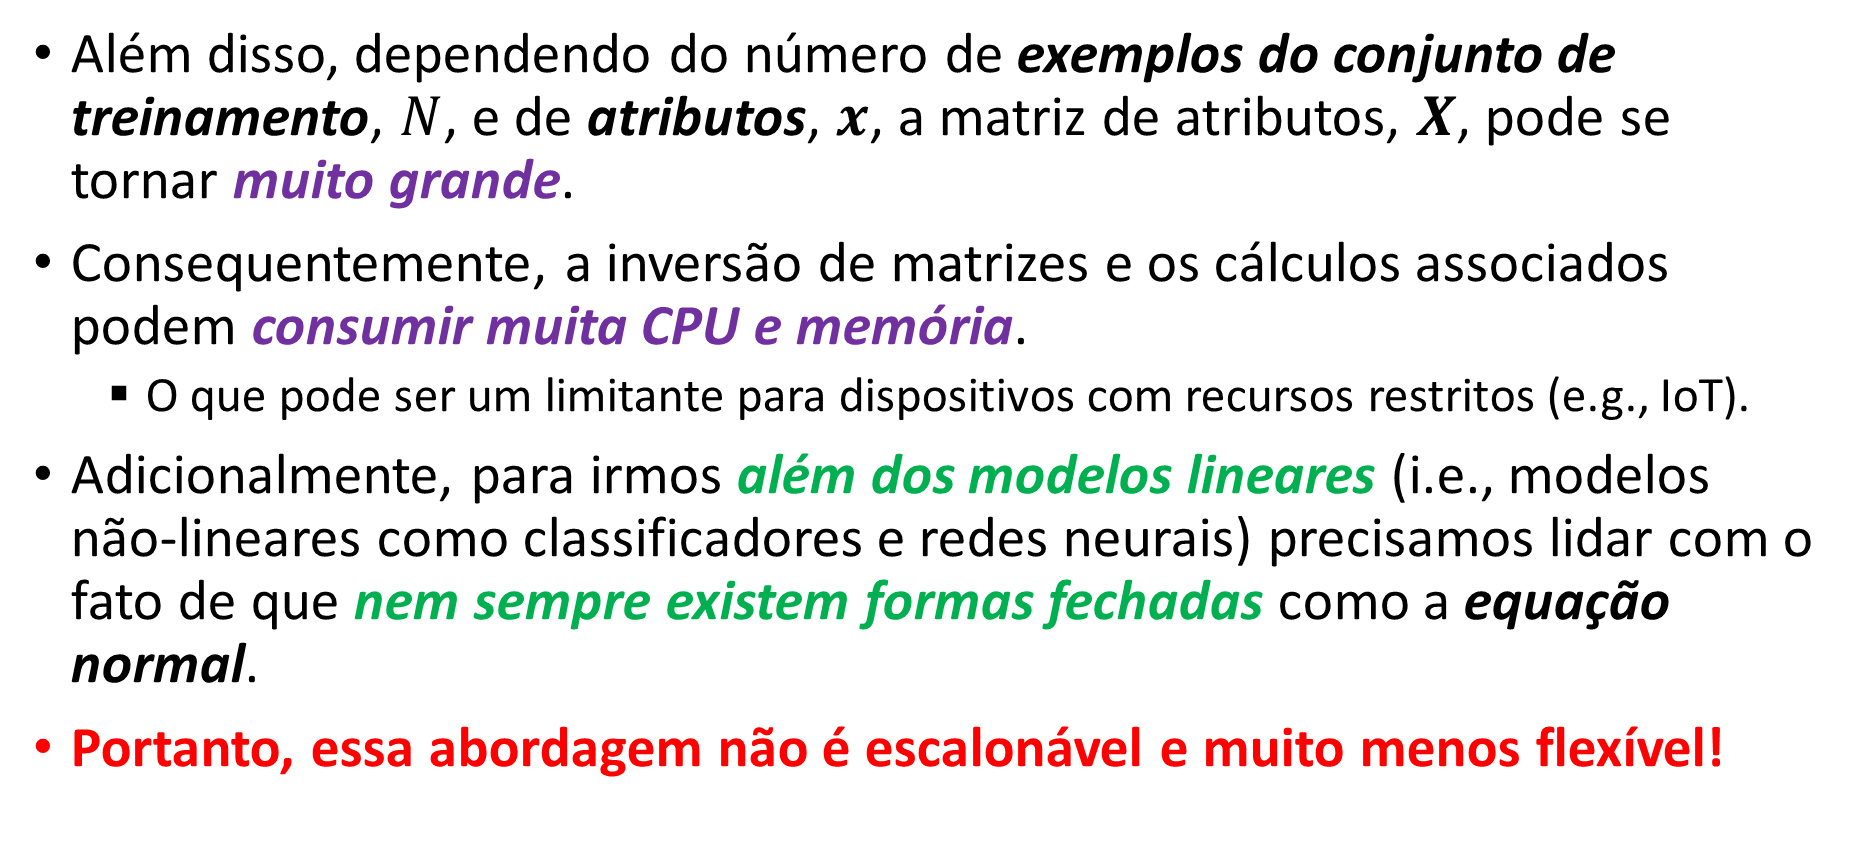 • Além disso, dependendo do número de exemplos do conjunto de
treinamento, N, e de atributos, x, a matriz de atributos, X, pode se
tornar muito grande.
• Consequentemente, a inversão de matrizes e os cálculos associados
podem consumir muita CPU e memória.
▪ O que pode ser um limitante para dispositivos com recursos restritos (e.g., IoT).
• Adicionalmente, para irmos além dos modelos lineares (i.e., modelos
não-lineares como classificadores e redes neurais) precisamos lidar com o
fato de que nem sempre existem formas fechadas como a equação
normal.
• Portanto, essa abordagem não é escalonável e muito menos flexível!